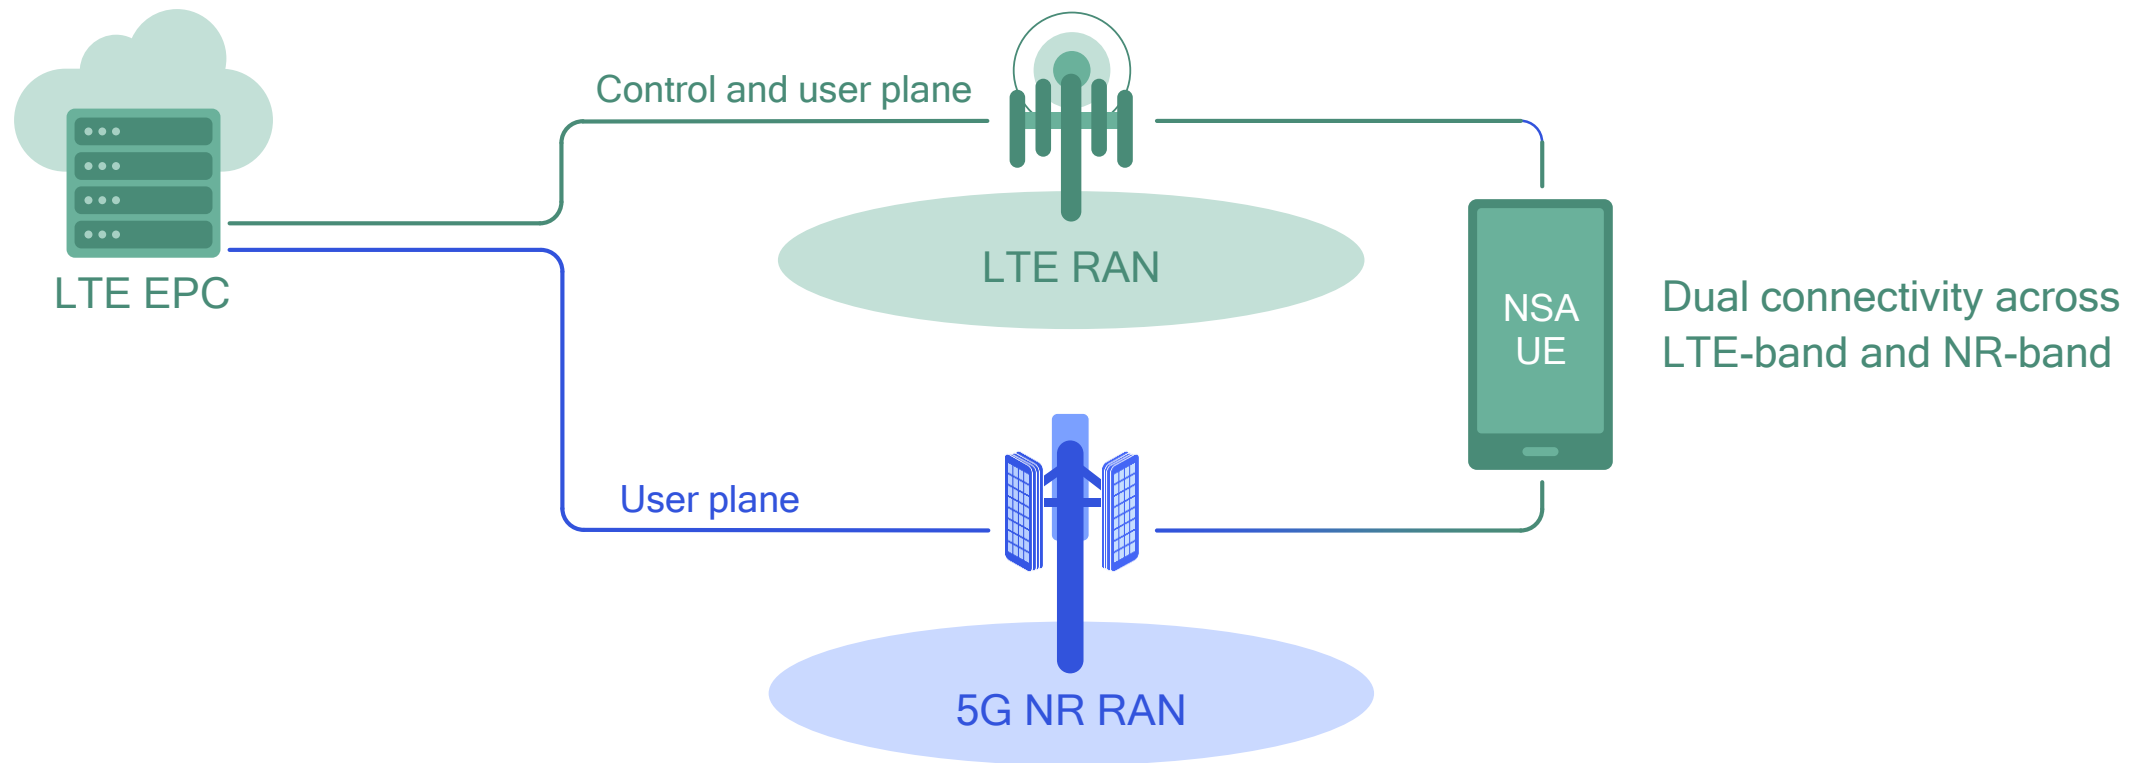 Control and user plane
LTE EPC
LTE RAN
NSA
UE
Dual connectivity across
LTE-band and NR-band
User plane
5G NR RAN